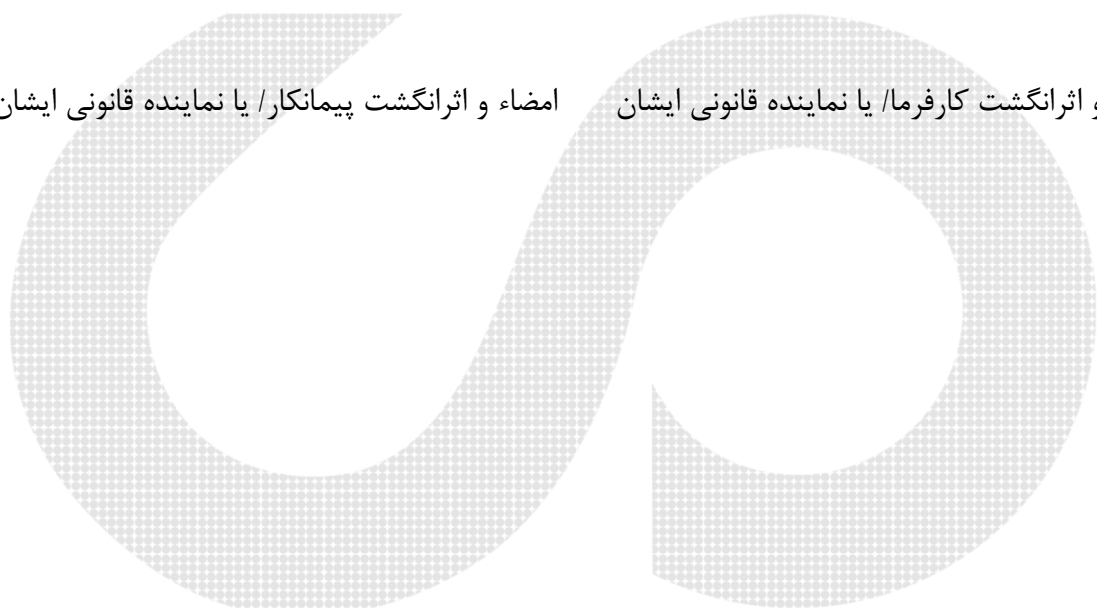 و اثرانگشت کارفرما/ یا نماینده قانونی ایشان امضاء و اثرانگشت پیمانکار/ یا نماینده قانونی ایشان